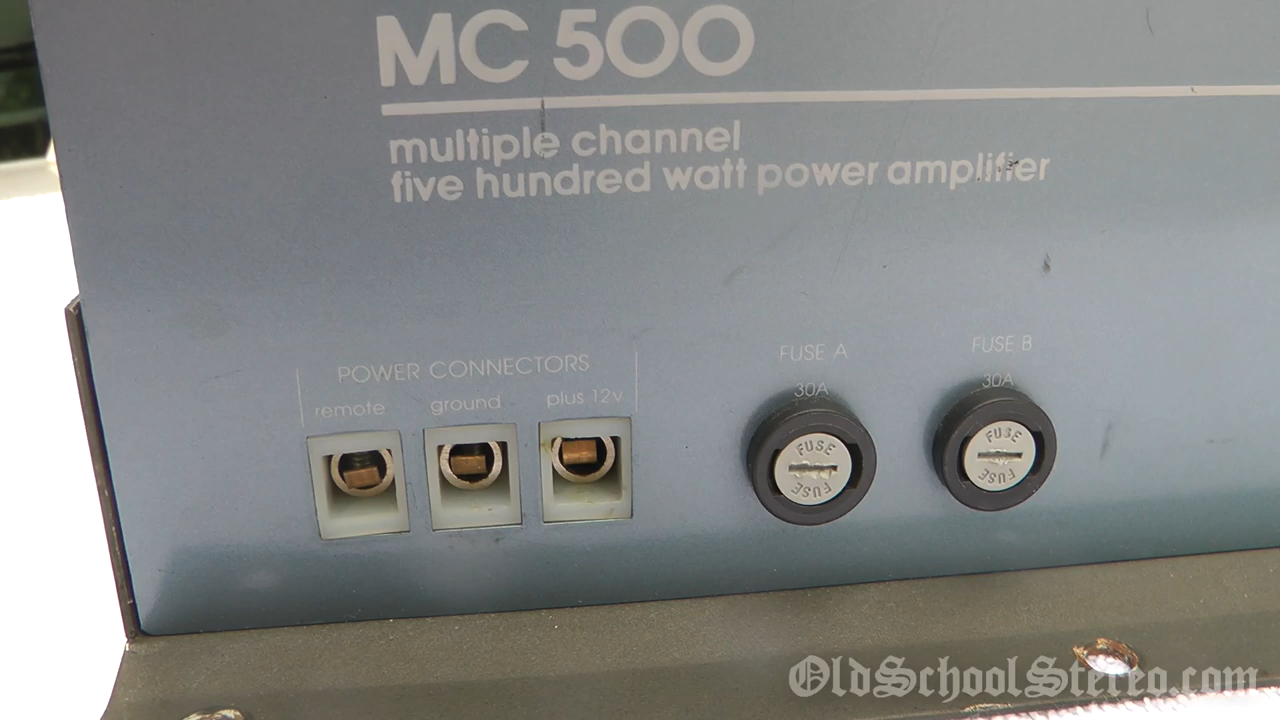 MC 500
multiple channel
five hundred watt power amplifier
POWER CONNECTORS
remote ground plus 12v
FUSE A
30A
FUSE B
30A
FUSE
FUSE
FUSE
FUSE
OldSchoolStereo.com